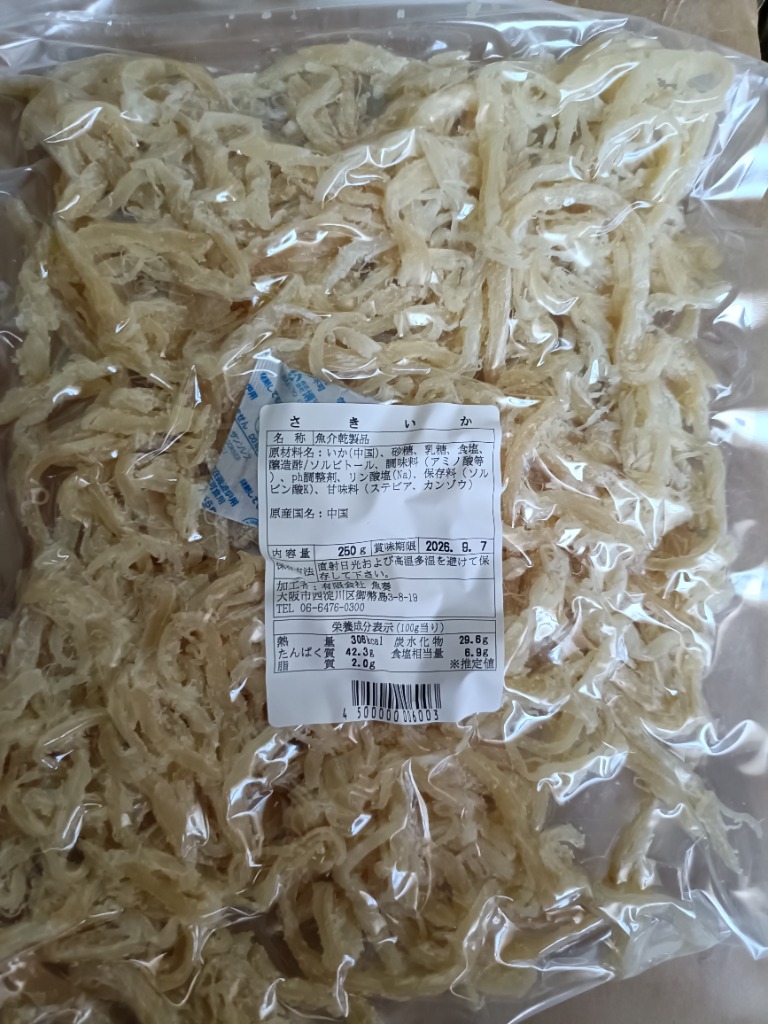 さきいか
名 称 魚介乾製品
原材料名：いか(中国)、砂糖、乳糖、食塩、
醸造酢/ソルビトール、調味料（アミノ酸等
）、ph調整剤、リン酸塩(Na)、保存料（ソル
ビン酸K)、甘味料（ステビア、カンゾウ）
原産国名：中国
内容量 250g 賞味期限 2026. 9. 7
保存方法 直射日光および高温多湿を避けて保
存して下さい。
加工者：有限会社 魚蓁
大阪市西淀川区御幣島3-8-19
TEL 06-6476-0300
栄養成分表示(100g当り)
熱 量 306kcal 炭水化物 29.6g
たんぱく質 42.3g 食塩相当量 6.9g
脂 質 2.0g ※推定値
4 500000 006003